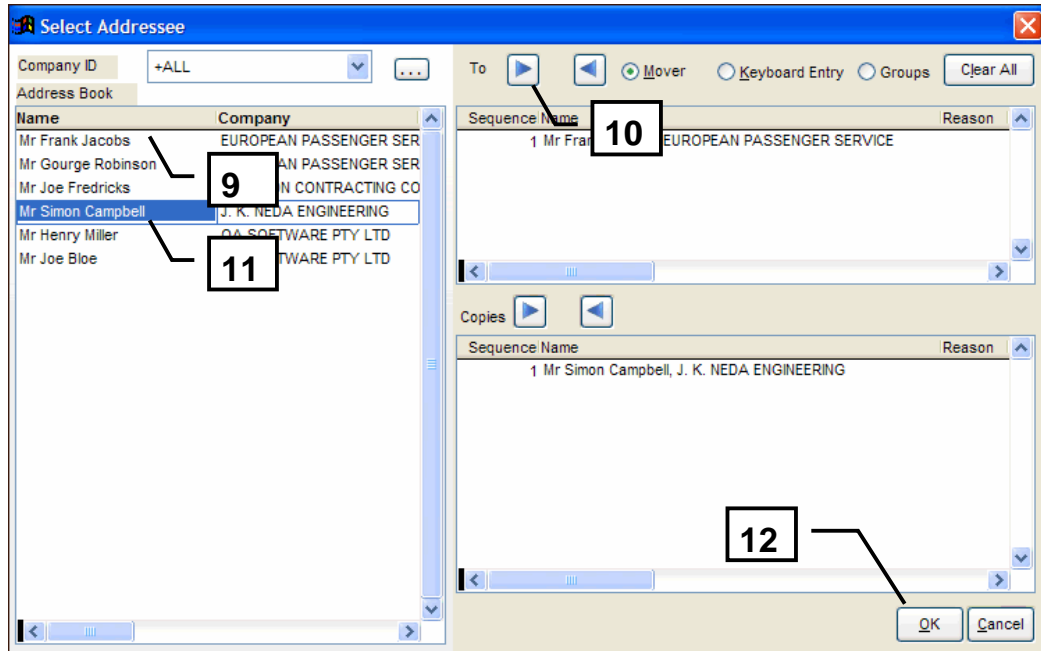 Select Addressee
Company ID +ALL ...
Address Book
Name Company
Mr Frank Jacobs EUROPEAN PASSENGER SER
Mr Gourge Robinson AN PASSENGER SER
Mr Joe Fredricks N CONTRACTING CO
Mr Simon Campbell J. K. NEDA ENGINEERING
Mr Henry Miller QA SOFTWARE PTY LTD
Mr Joe Bloe TWARE PTY LTD
9
11
To Mover Keyboard Entry Groups Clear All
10
Sequence Name Reason
1 Mr Fra EUROPEAN PASSENGER SERVICE
Copies
Sequence Name Reason
1 Mr Simon Campbell, J. K. NEDA ENGINEERING
12
OK Cancel